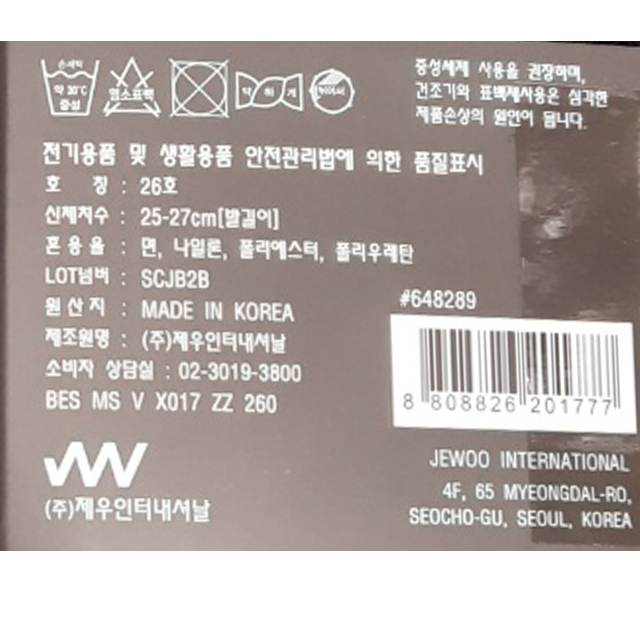 손세탁
약 30℃
중성
염소표백
약하게
뉘어서
중성세제 사용을 권장하며,
건조기와 표백제사용은 심각한
제품손상의 원인이 됩니다.
전기용품 및 생활용품 안전관리법에 의한 품질표시
호 칭 : 26호
신체치수 : 25-27cm[발길이]
혼용율 : 면, 나일론, 폴리에스터, 폴리우레탄
LOT넘버 : SCJB2B
원산지 : MADE IN KOREA
제조원명 : (주)제우인터내셔날
소비자 상담실 : 02-3019-3800
BES MS V X017 ZZ 260
#648289
8 808826 201777
(주)제우인터내셔날
JEWOO INTERNATIONAL
4F, 65 MYEONGDAL-RO,
SEOCHO-GU, SEOUL, KOREA